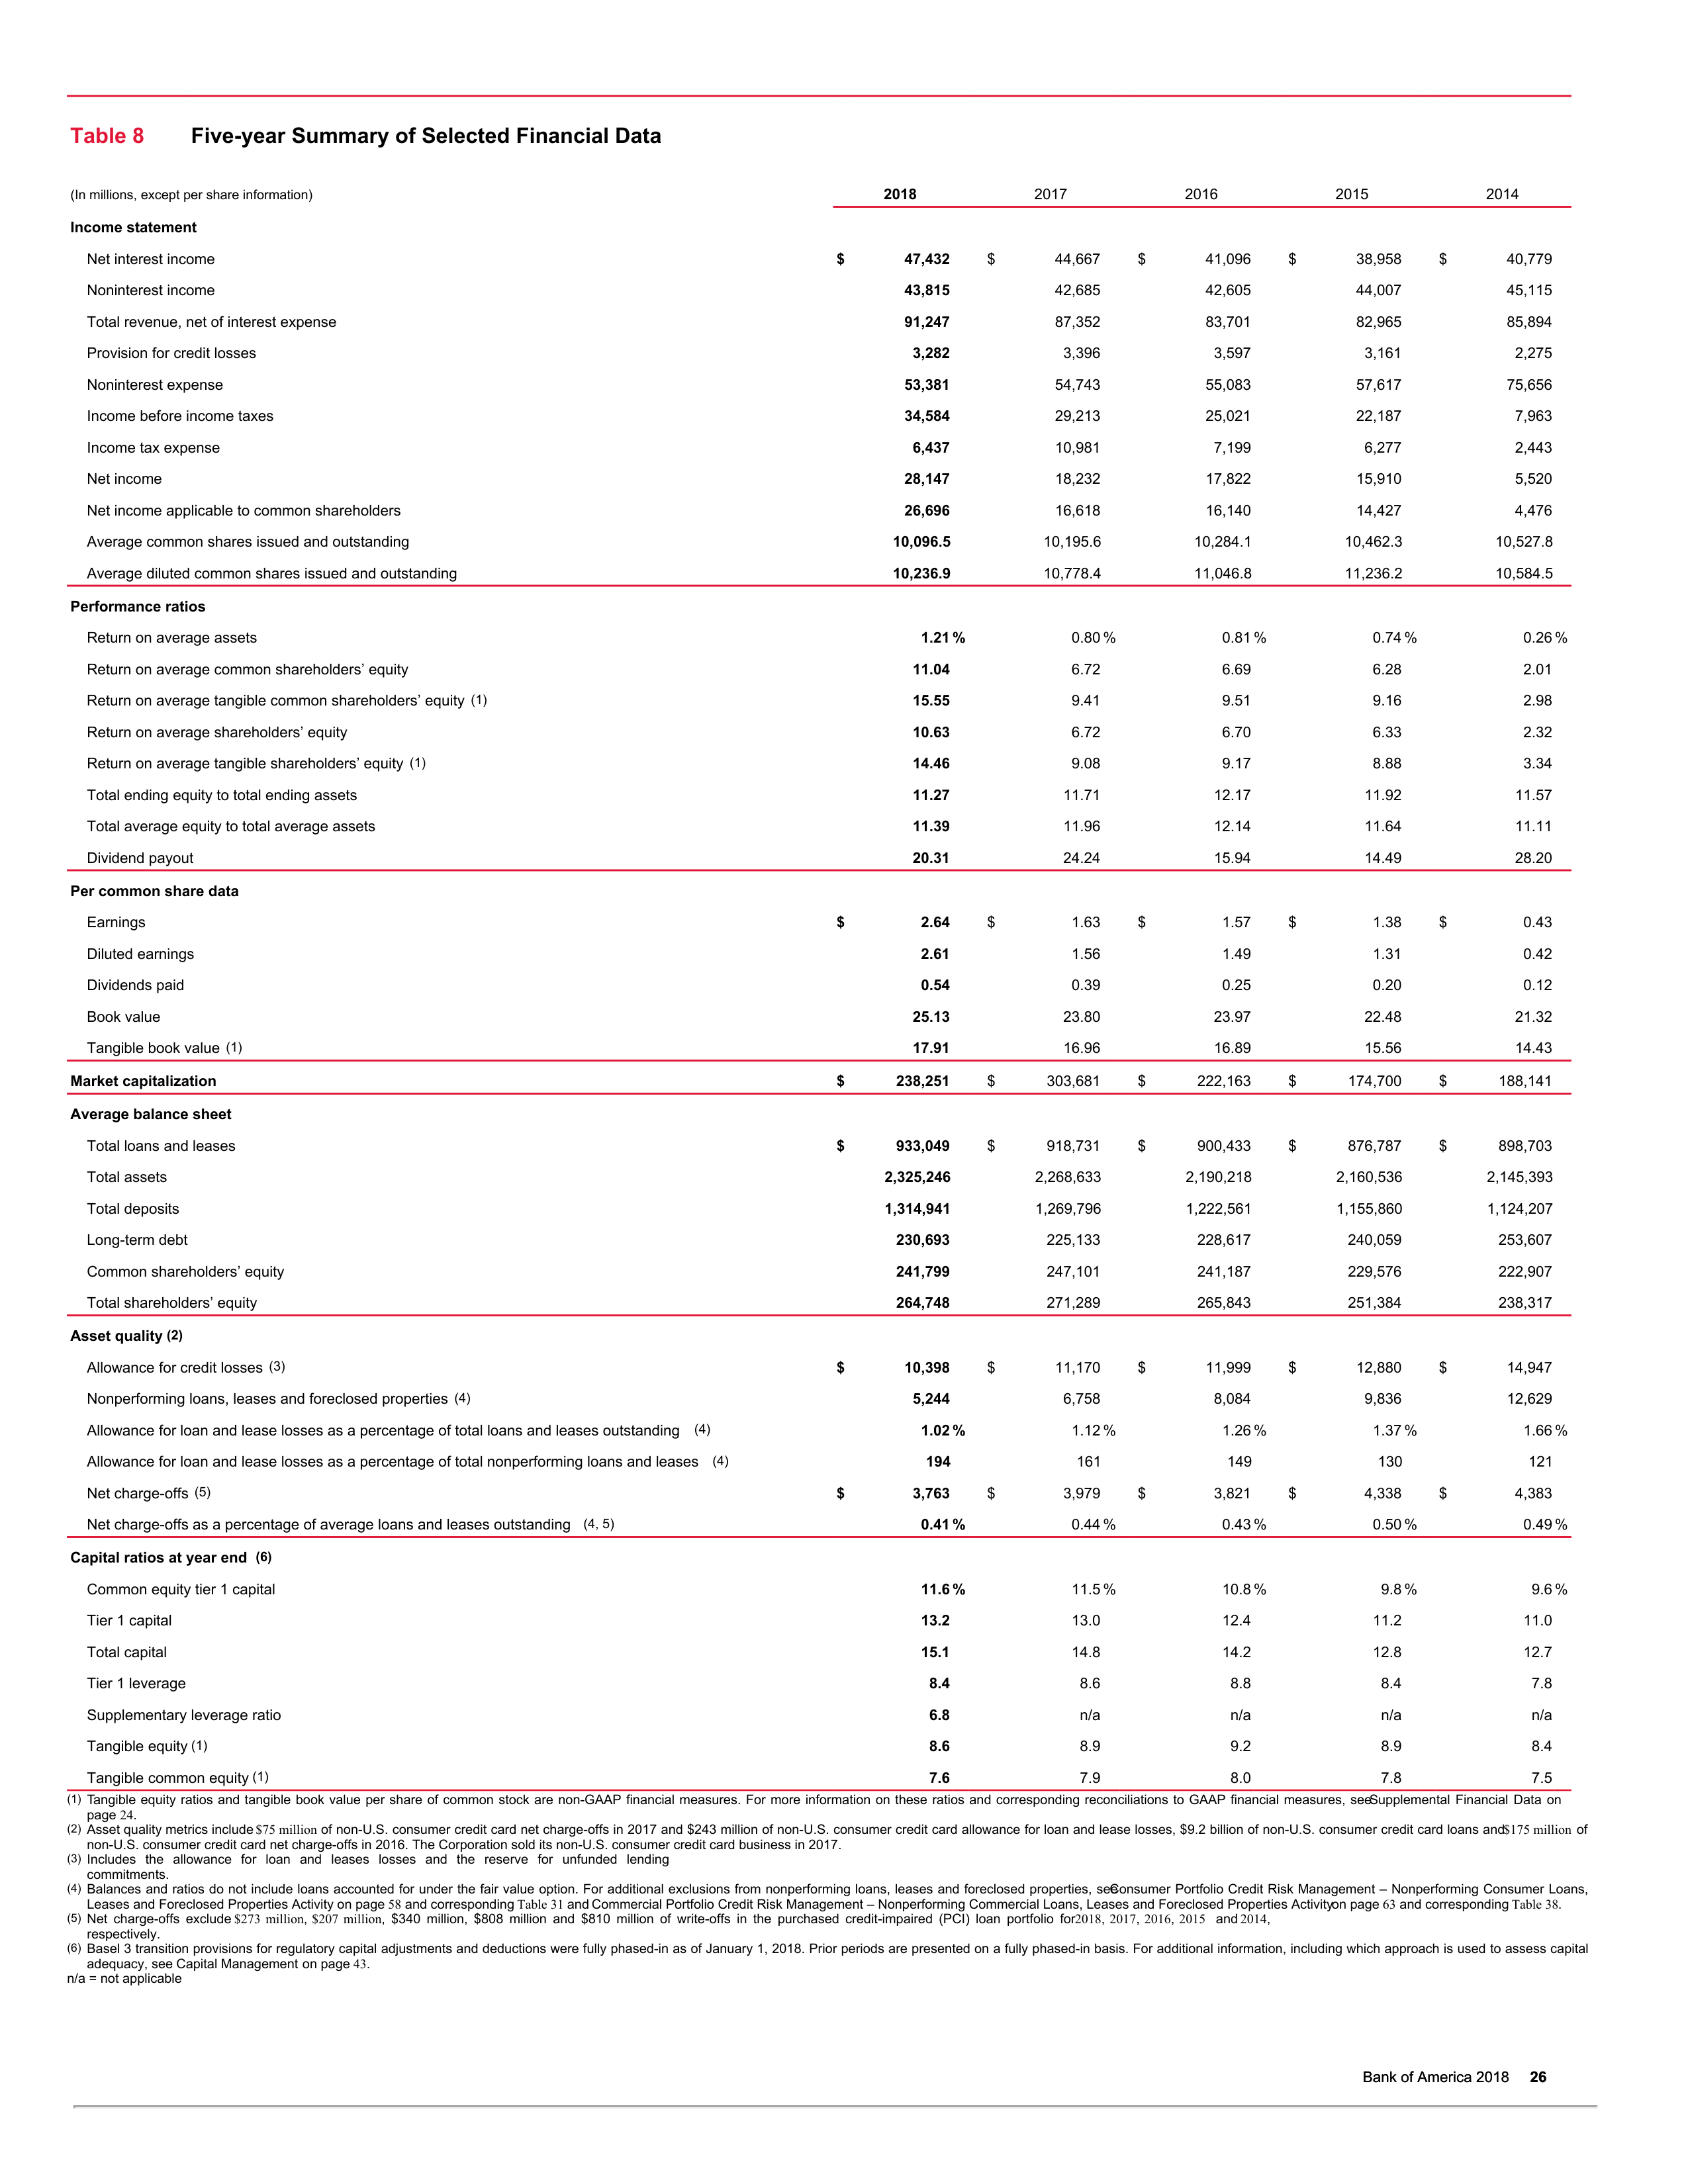 Table 8 Five-year Summary of Selected Financial Data
(In millions, except per share information) 2018 2017 2016 2015 2014
Income statement
Net interest income $ 47,432 $ 44,667 $ 41,096 $ 38,958 $ 40,779
Noninterest income 43,815 42,685 42,605 44,007 45,115
Total revenue, net of interest expense 91,247 87,352 83,701 82,965 85,894
Provision for credit losses 3,282 3,396 3,597 3,161 2,275
Noninterest expense 53,381 54,743 55,083 57,617 75,656
Income before income taxes 34,584 29,213 25,021 22,187 7,963
Income tax expense 6,437 10,981 7,199 6,277 2,443
Net income 28,147 18,232 17,822 15,910 5,520
Net income applicable to common shareholders 26,696 16,618 16,140 14,427 4,476
Average common shares issued and outstanding 10,096.5 10,195.6 10,284.1 10,462.3 10,527.8
Average diluted common shares issued and outstanding 10,236.9 10,778.4 11,046.8 11,236.2 10,584.5
Performance ratios
Return on average assets 1.21 % 0.80 % 0.81 % 0.74 % 0.26 %
Return on average common shareholders’ equity 11.04 6.72 6.69 6.28 2.01
Return on average tangible common shareholders’ equity (1) 15.55 9.41 9.51 9.16 2.98
Return on average shareholders’ equity 10.63 6.72 6.70 6.33 2.32
Return on average tangible shareholders’ equity (1) 14.46 9.08 9.17 8.88 3.34
Total ending equity to total ending assets 11.27 11.71 12.17 11.92 11.57
Total average equity to total average assets 11.39 11.96 12.14 11.64 11.11
Dividend payout 20.31 24.24 15.94 14.49 28.20
Per common share data
Earnings $ 2.64 $ 1.63 $ 1.57 $ 1.38 $ 0.43
Diluted earnings 2.61 1.56 1.49 1.31 0.42
Dividends paid 0.54 0.39 0.25 0.20 0.12
Book value 25.13 23.80 23.97 22.48 21.32
Tangible book value (1) 17.91 16.96 16.89 15.56 14.43
Market capitalization $ 238,251 $ 303,681 $ 222,163 $ 174,700 $ 188,141
Average balance sheet
Total loans and leases $ 933,049 $ 918,731 $ 900,433 $ 876,787 $ 898,703
Total assets 2,325,246 2,268,633 2,190,218 2,160,536 2,145,393
Total deposits 1,314,941 1,269,796 1,222,561 1,155,860 1,124,207
Long-term debt 230,693 225,133 228,617 240,059 253,607
Common shareholders’ equity 241,799 247,101 241,187 229,576 222,907
Total shareholders’ equity 264,748 271,289 265,843 251,384 238,317
Asset quality (2)
Allowance for credit losses (3) $ 10,398 $ 11,170 $ 11,999 $ 12,880 $ 14,947
Nonperforming loans, leases and foreclosed properties (4) 5,244 6,758 8,084 9,836 12,629
Allowance for loan and lease losses as a percentage of total loans and leases outstanding (4) 1.02 % 1.12 % 1.26 % 1.37 % 1.66 %
Allowance for loan and lease losses as a percentage of total nonperforming loans and leases (4) 194 161 149 130 121
Net charge-offs (5) $ 3,763 $ 3,979 $ 3,821 $ 4,338 $ 4,383
Net charge-offs as a percentage of average loans and leases outstanding (4, 5) 0.41 % 0.44 % 0.43 % 0.50 % 0.49 %
Capital ratios at year end (6)
Common equity tier 1 capital 11.6 % 11.5 % 10.8 % 9.8 % 9.6 %
Tier 1 capital 13.2 13.0 12.4 11.2 11.0
Total capital 15.1 14.8 14.2 12.8 12.7
Tier 1 leverage 8.4 8.6 8.8 8.4 7.8
Supplementary leverage ratio 6.8 n/a n/a n/a n/a
Tangible equity (1) 8.6 8.9 9.2 8.9 8.4
Tangible common equity (1) 7.6 7.9 8.0 7.8 7.5
(1) Tangible equity ratios and tangible book value per share of common stock are non-GAAP financial measures. For more information on these ratios and corresponding reconciliations to GAAP financial measures, see Supplemental Financial Data on
page 24.
(2) Asset quality metrics include $75 million of non-U.S. consumer credit card net charge-offs in 2017 and $243 million of non-U.S. consumer credit card allowance for loan and lease losses, $9.2 billion of non-U.S. consumer credit card loans and $175 million of
non-U.S. consumer credit card net charge-offs in 2016. The Corporation sold its non-U.S. consumer credit card business in 2017.
(3) Includes the allowance for loan and leases losses and the reserve for unfunded lending
commitments.
(4) Balances and ratios do not include loans accounted for under the fair value option. For additional exclusions from nonperforming loans, leases and foreclosed properties, see Consumer Portfolio Credit Risk Management – Nonperforming Consumer Loans,
Leases and Foreclosed Properties Activity on page 58 and corresponding Table 31 and Commercial Portfolio Credit Risk Management – Nonperforming Commercial Loans, Leases and Foreclosed Properties Activity on page 63 and corresponding Table 38.
(5) Net charge-offs exclude $273 million, $207 million, $340 million, $808 million and $810 million of write-offs in the purchased credit-impaired (PCI) loan portfolio for 2018, 2017, 2016, 2015 and 2014,
respectively.
(6) Basel 3 transition provisions for regulatory capital adjustments and deductions were fully phased-in as of January 1, 2018. Prior periods are presented on a fully phased-in basis. For additional information, including which approach is used to assess capital
adequacy, see Capital Management on page 43.
n/a = not applicable
Bank of America 2018 26